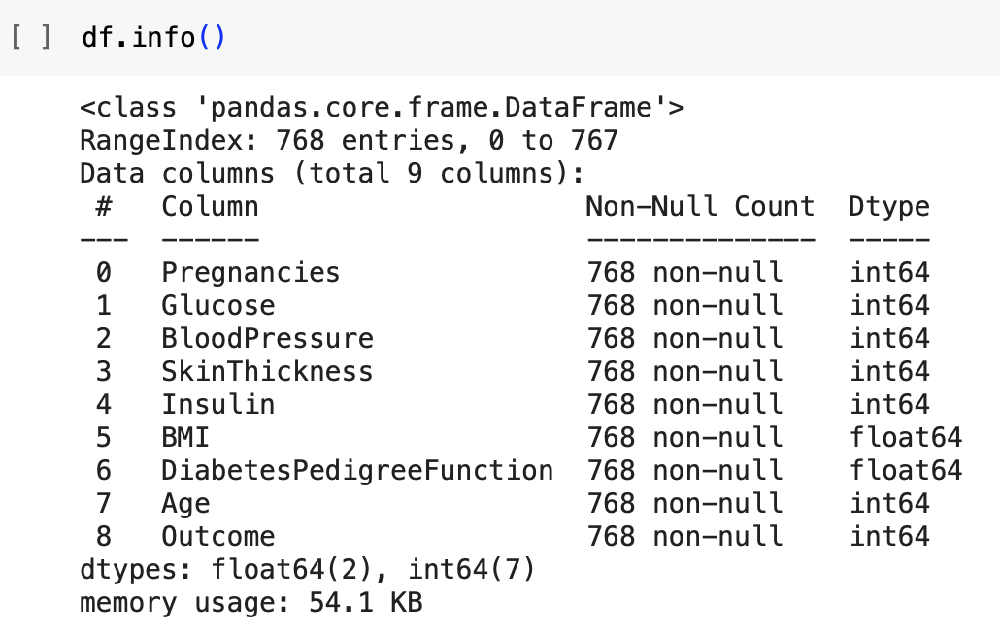 [ ] df.info()
<class 'pandas.core.frame.DataFrame'>
RangeIndex: 768 entries, 0 to 767
Data columns (total 9 columns):
 #   Column                    Non-Null Count  Dtype
---  ------                    --------------  -----
 0   Pregnancies               768 non-null    int64
 1   Glucose                   768 non-null    int64
 2   BloodPressure             768 non-null    int64
 3   SkinThickness             768 non-null    int64
 4   Insulin                   768 non-null    int64
 5   BMI                       768 non-null    float64
 6   DiabetesPedigreeFunction  768 non-null    float64
 7   Age                       768 non-null    int64
 8   Outcome                   768 non-null    int64
dtypes: float64(2), int64(7)
memory usage: 54.1 KB